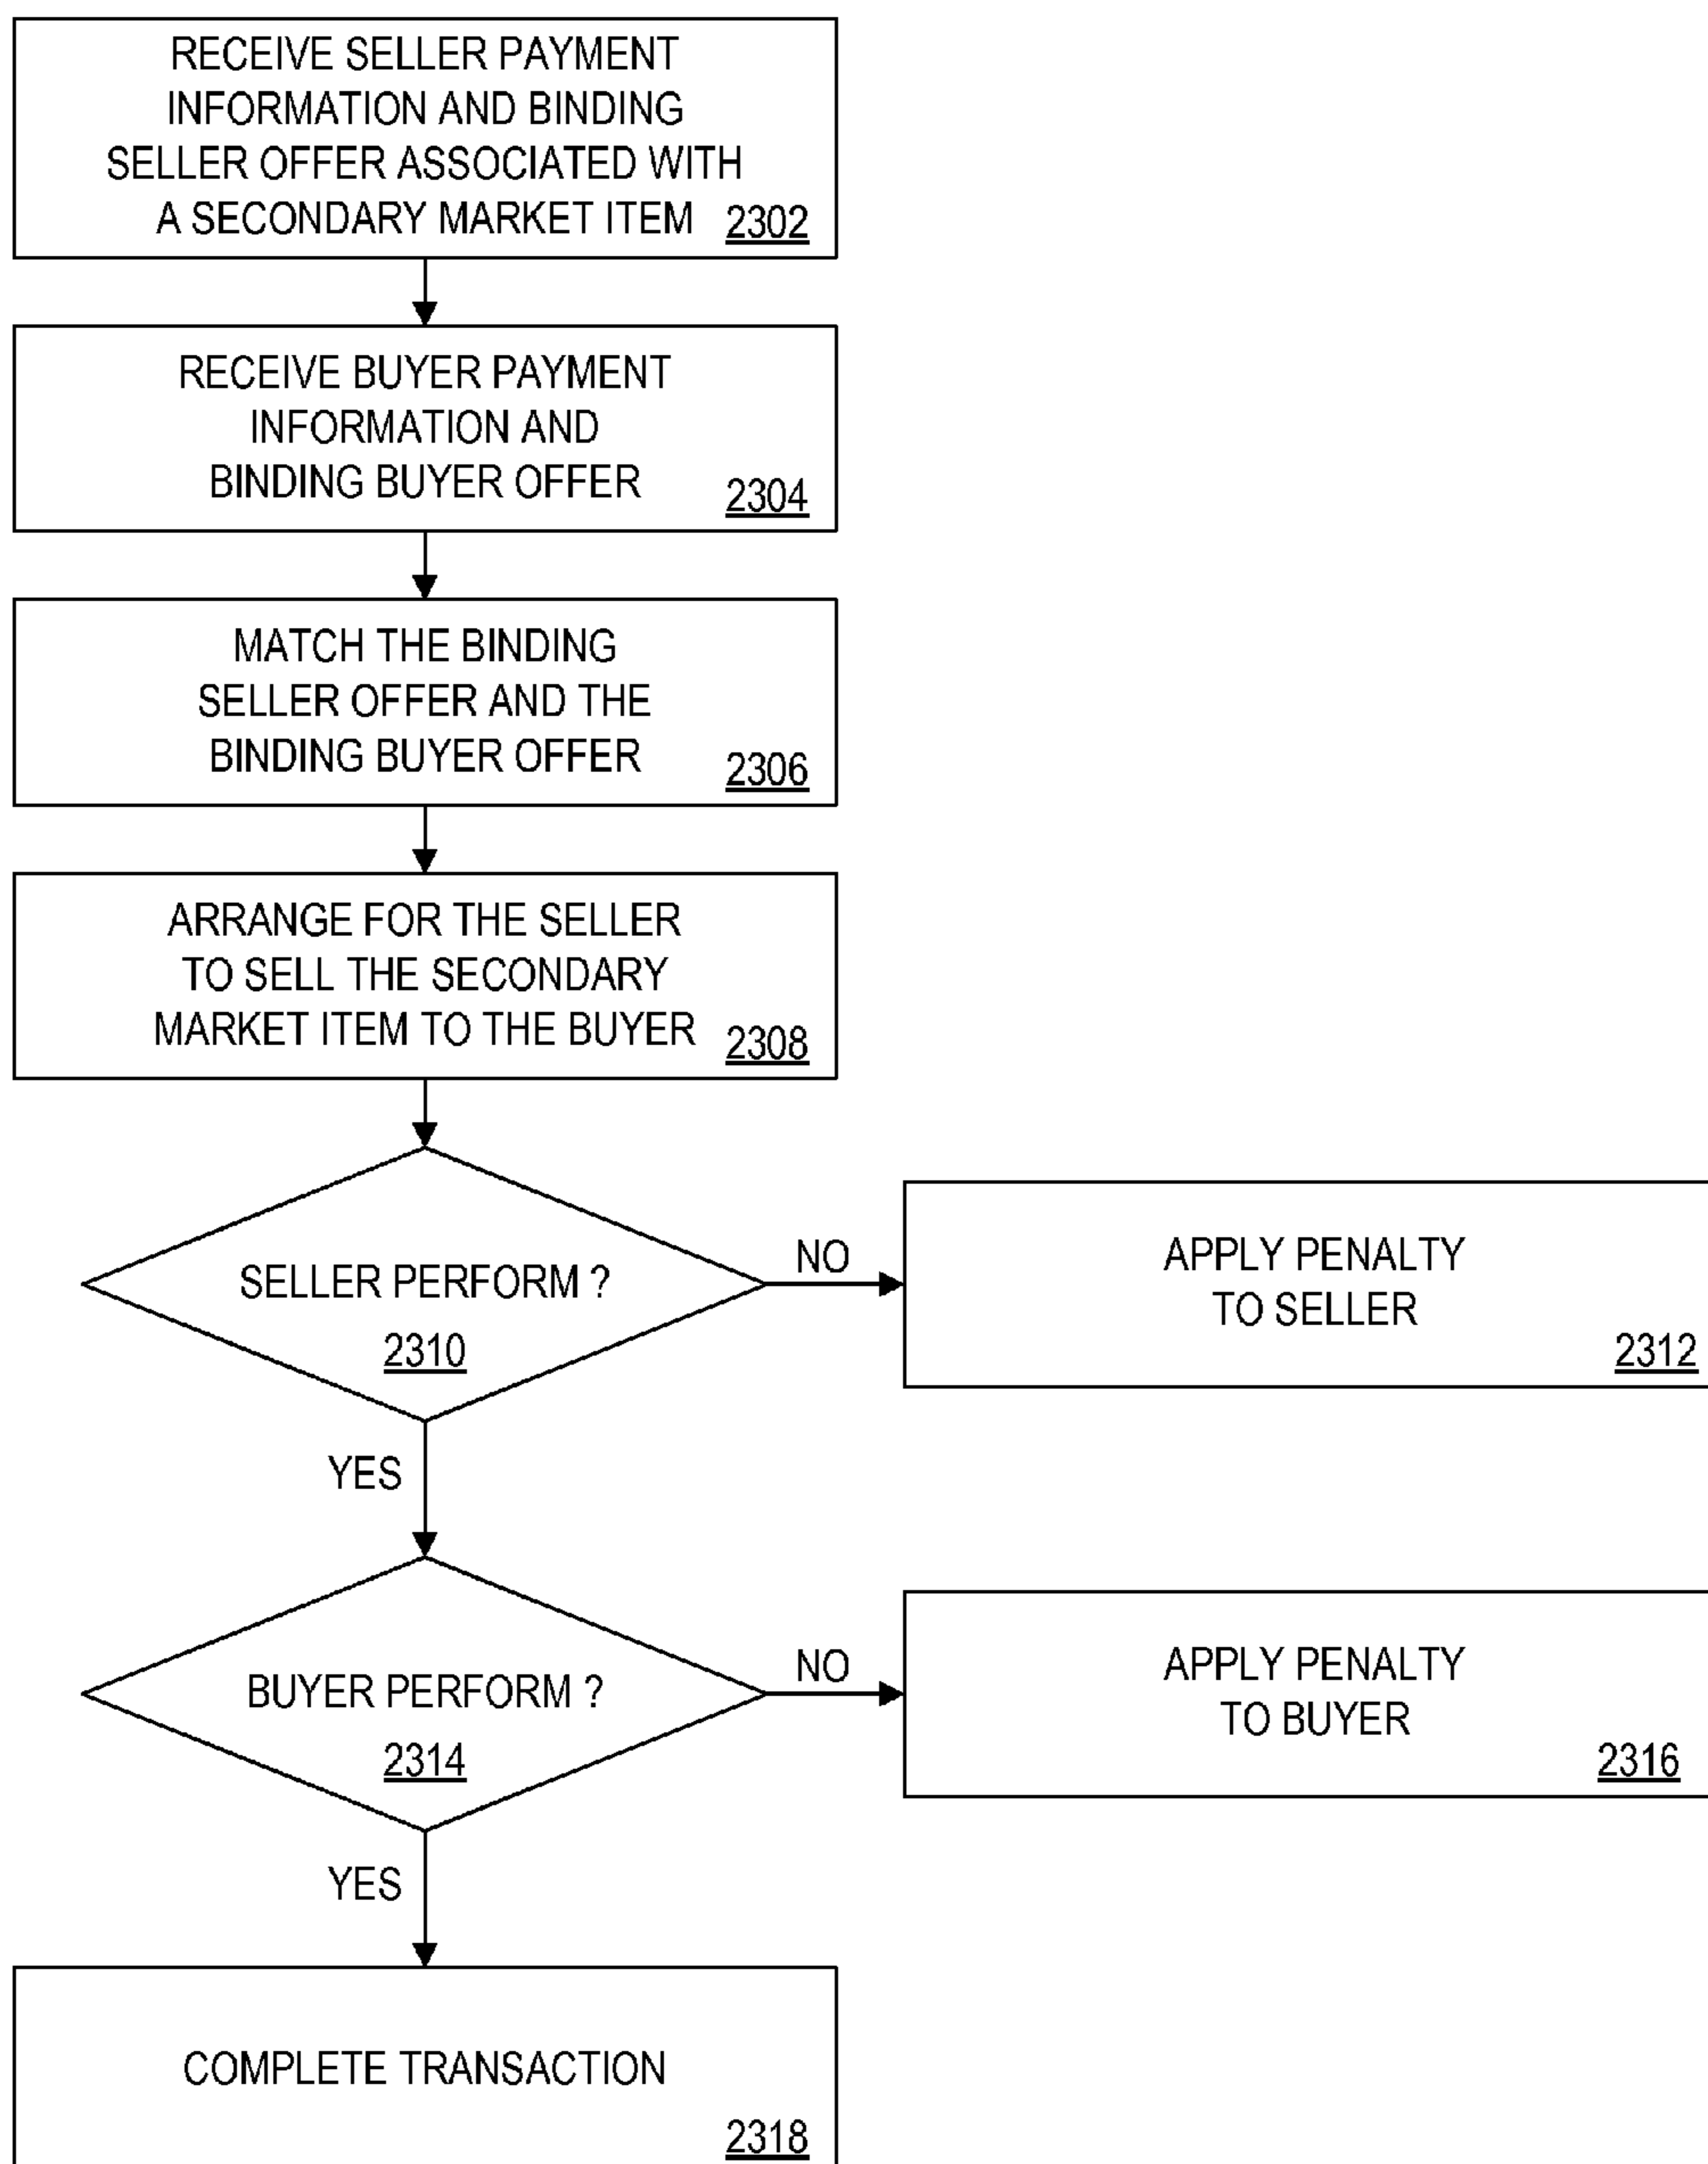 RECEIVE SELLER PAYMENT
INFORMATION AND BINDING
SELLER OFFER ASSOCIATED WITH
A SECONDARY MARKET ITEM 2302
RECEIVE BUYER PAYMENT
INFORMATION AND
BINDING BUYER OFFER 2304
MATCH THE BINDING
SELLER OFFER AND THE
BINDING BUYER OFFER 2306
ARRANGE FOR THE SELLER
TO SELL THE SECONDARY
MARKET ITEM TO THE BUYER 2308
SELLER PERFORM ?
2310
NO
APPLY PENALTY
TO SELLER
2312
YES
BUYER PERFORM ?
2314
NO
APPLY PENALTY
TO BUYER
2316
YES
COMPLETE TRANSACTION
2318